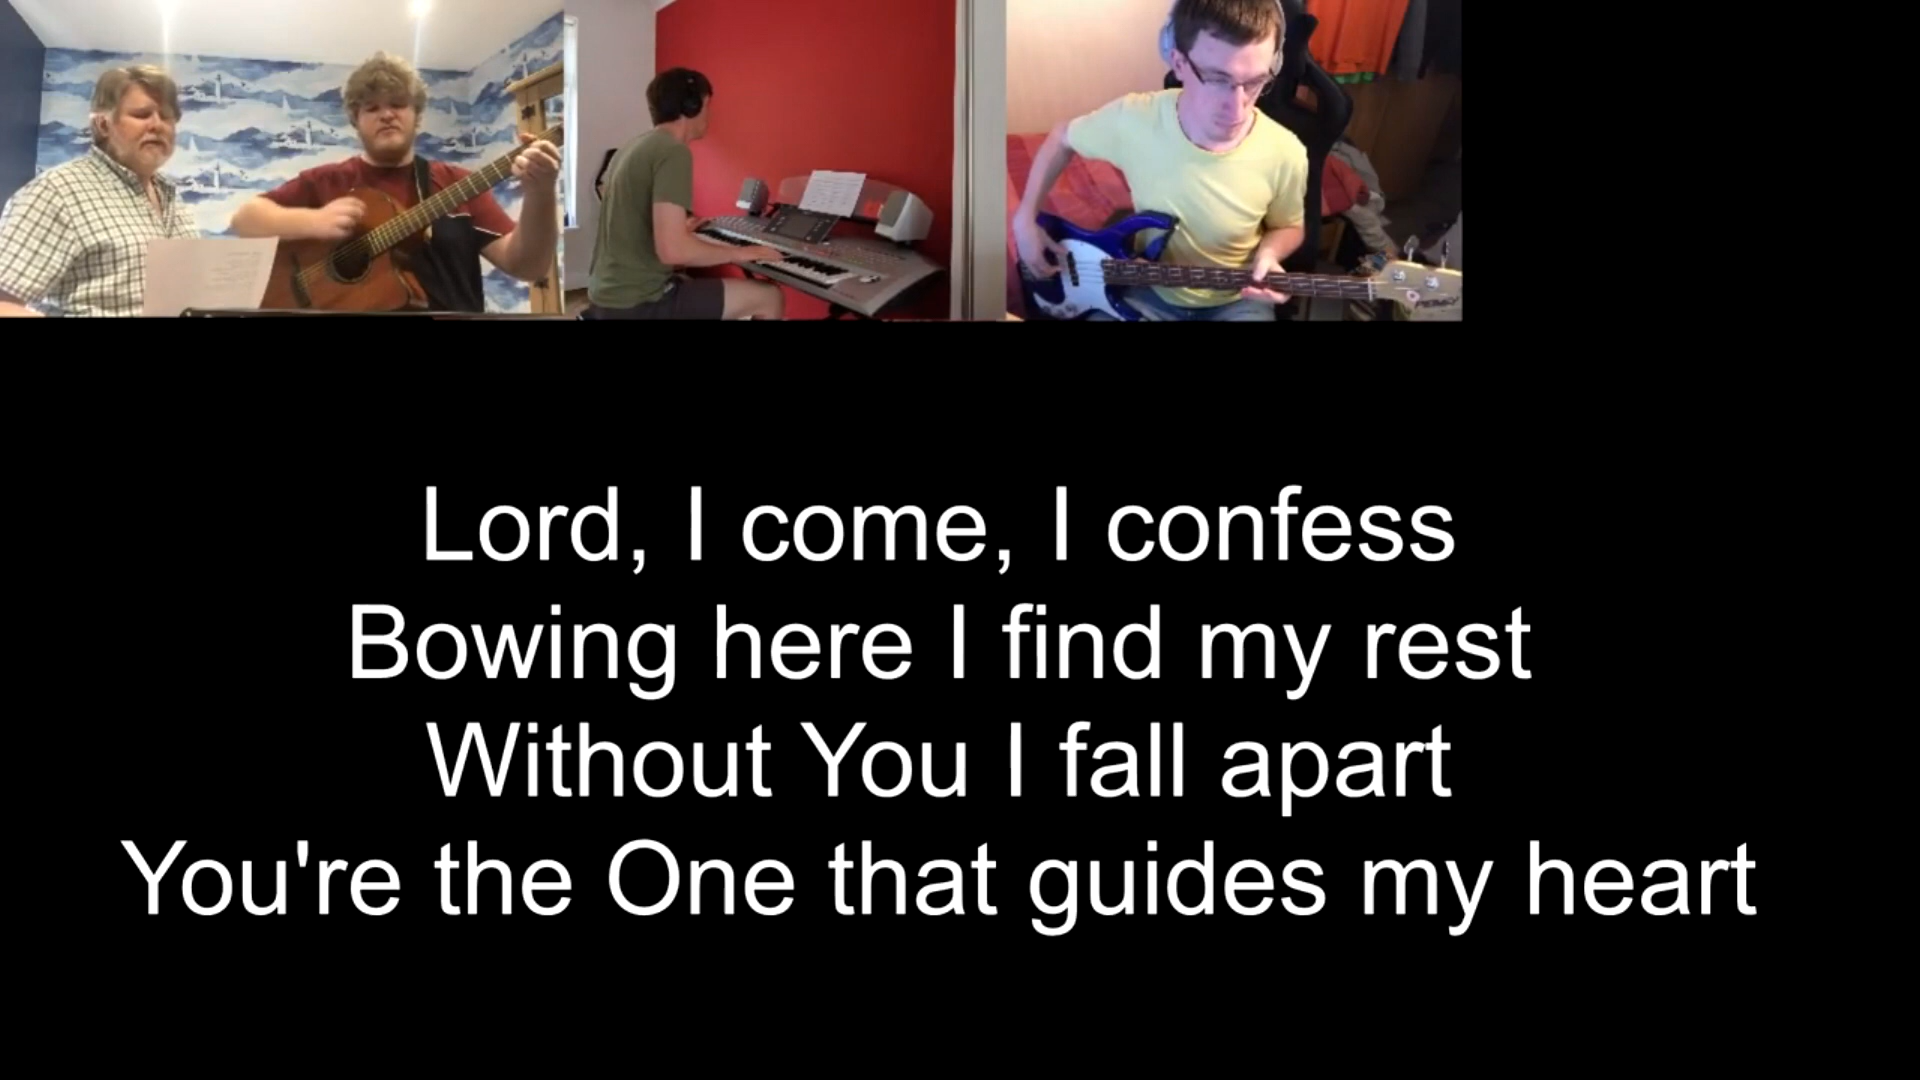 Lord, I come, I confess
Bowing here I find my rest
Without You I fall apart
You're the One that guides my heart